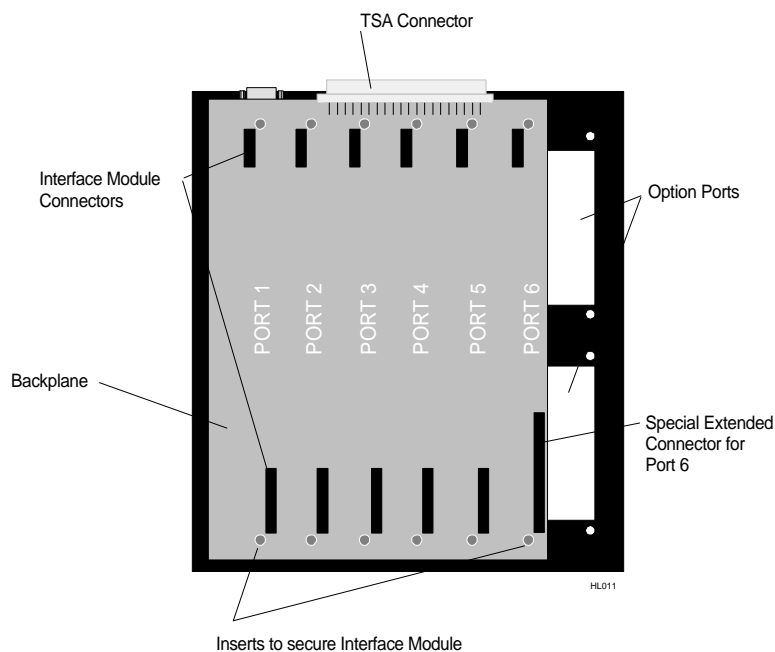 TSA Connector
Interface Module
Connectors
Option Ports
PORT 1
PORT 2
PORT 3
PORT 4
PORT 5
PORT 6
Backplane
Special Extended
Connector for
Port 6
HL011
Inserts to secure Interface Module